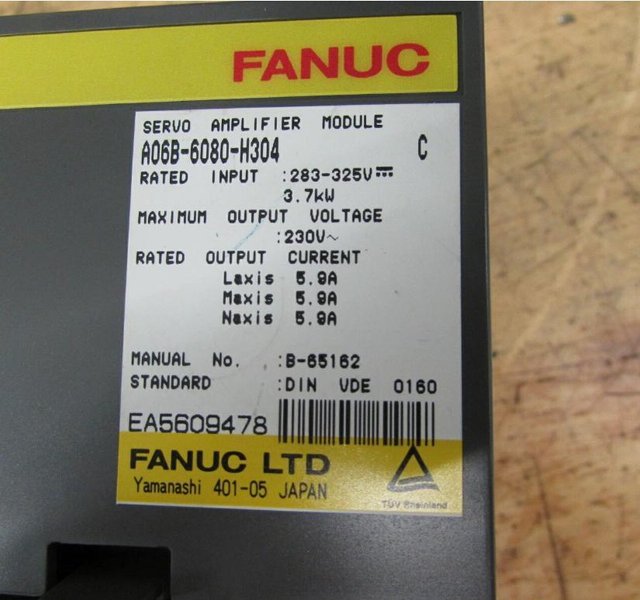 FANUC
SERVO AMPLIFIER MODULE
A06B-6080-H304 C
RATED INPUT :283-325V⎓
3.7kW
MAXIMUM OUTPUT VOLTAGE
:230V~
RATED OUTPUT CURRENT
Laxis 5.9A
Maxis 5.9A
Naxis 5.9A
MANUAL No. :B-65162
STANDARD :DIN VDE 0160
EA5609478
FANUC LTD
Yamanashi 401-05 JAPAN
TÜV Rheinland